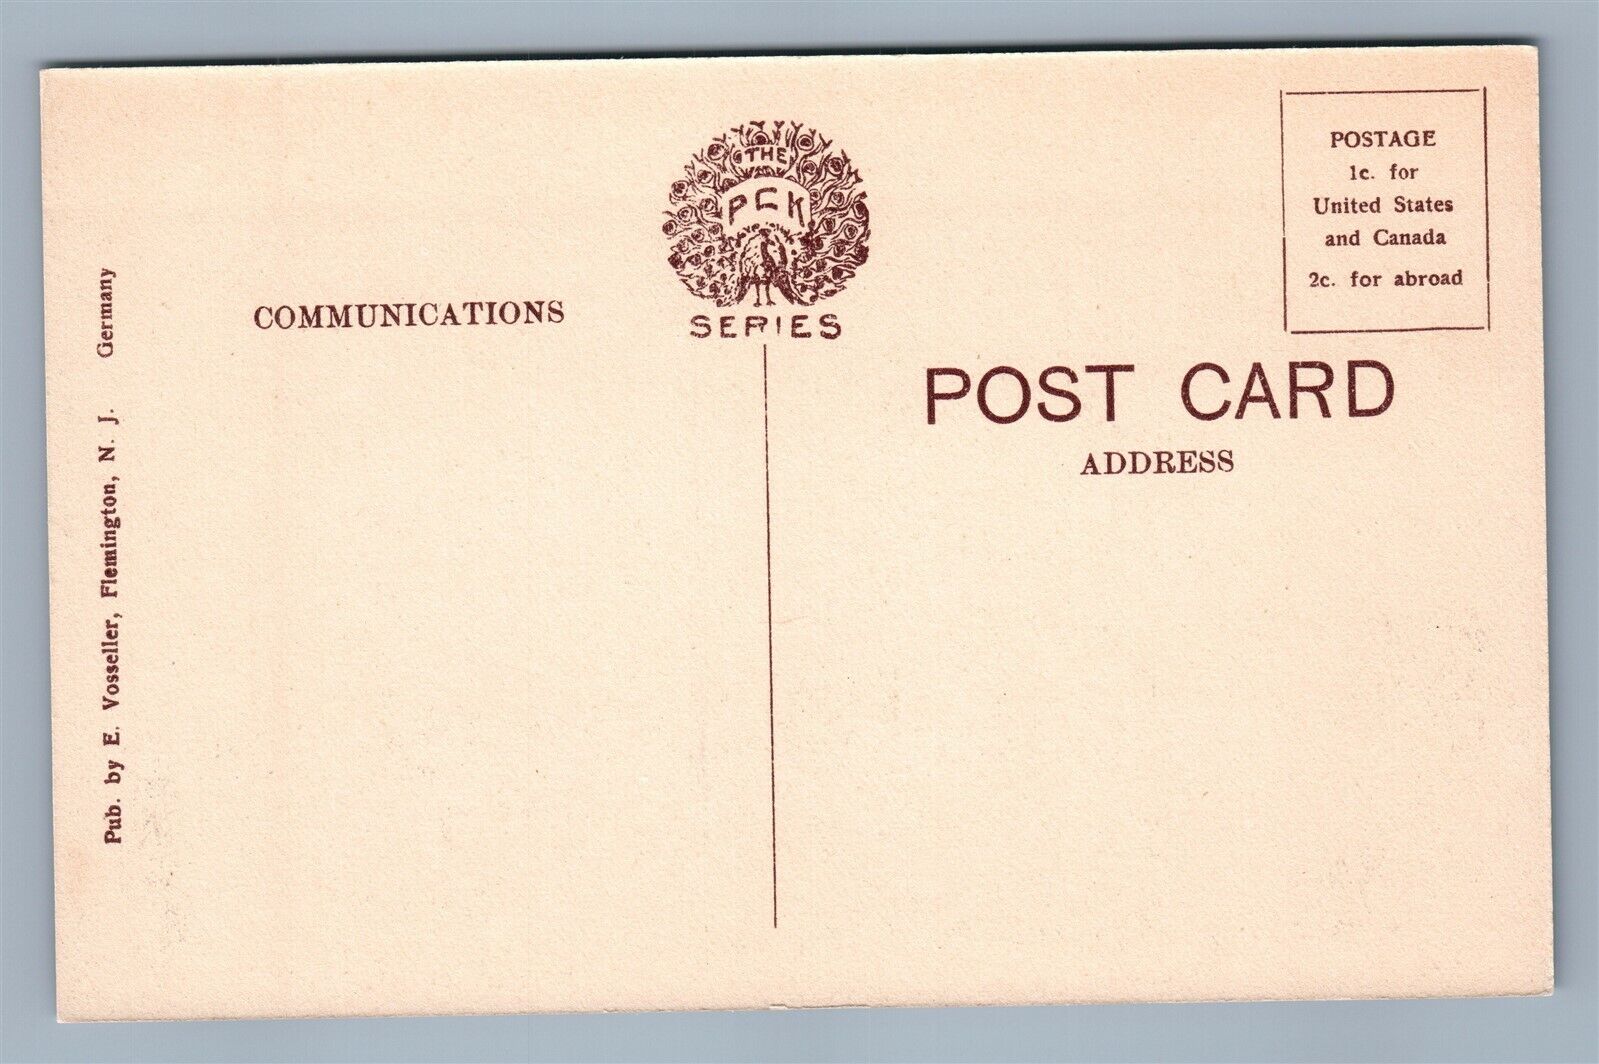 THE
PCK
SERIES
COMMUNICATIONS
POSTAGE
1c. for
United States
and Canada
2c. for abroad
POST CARD
ADDRESS
Pub. by E. Vosseller, Flemington, N. J. Germany